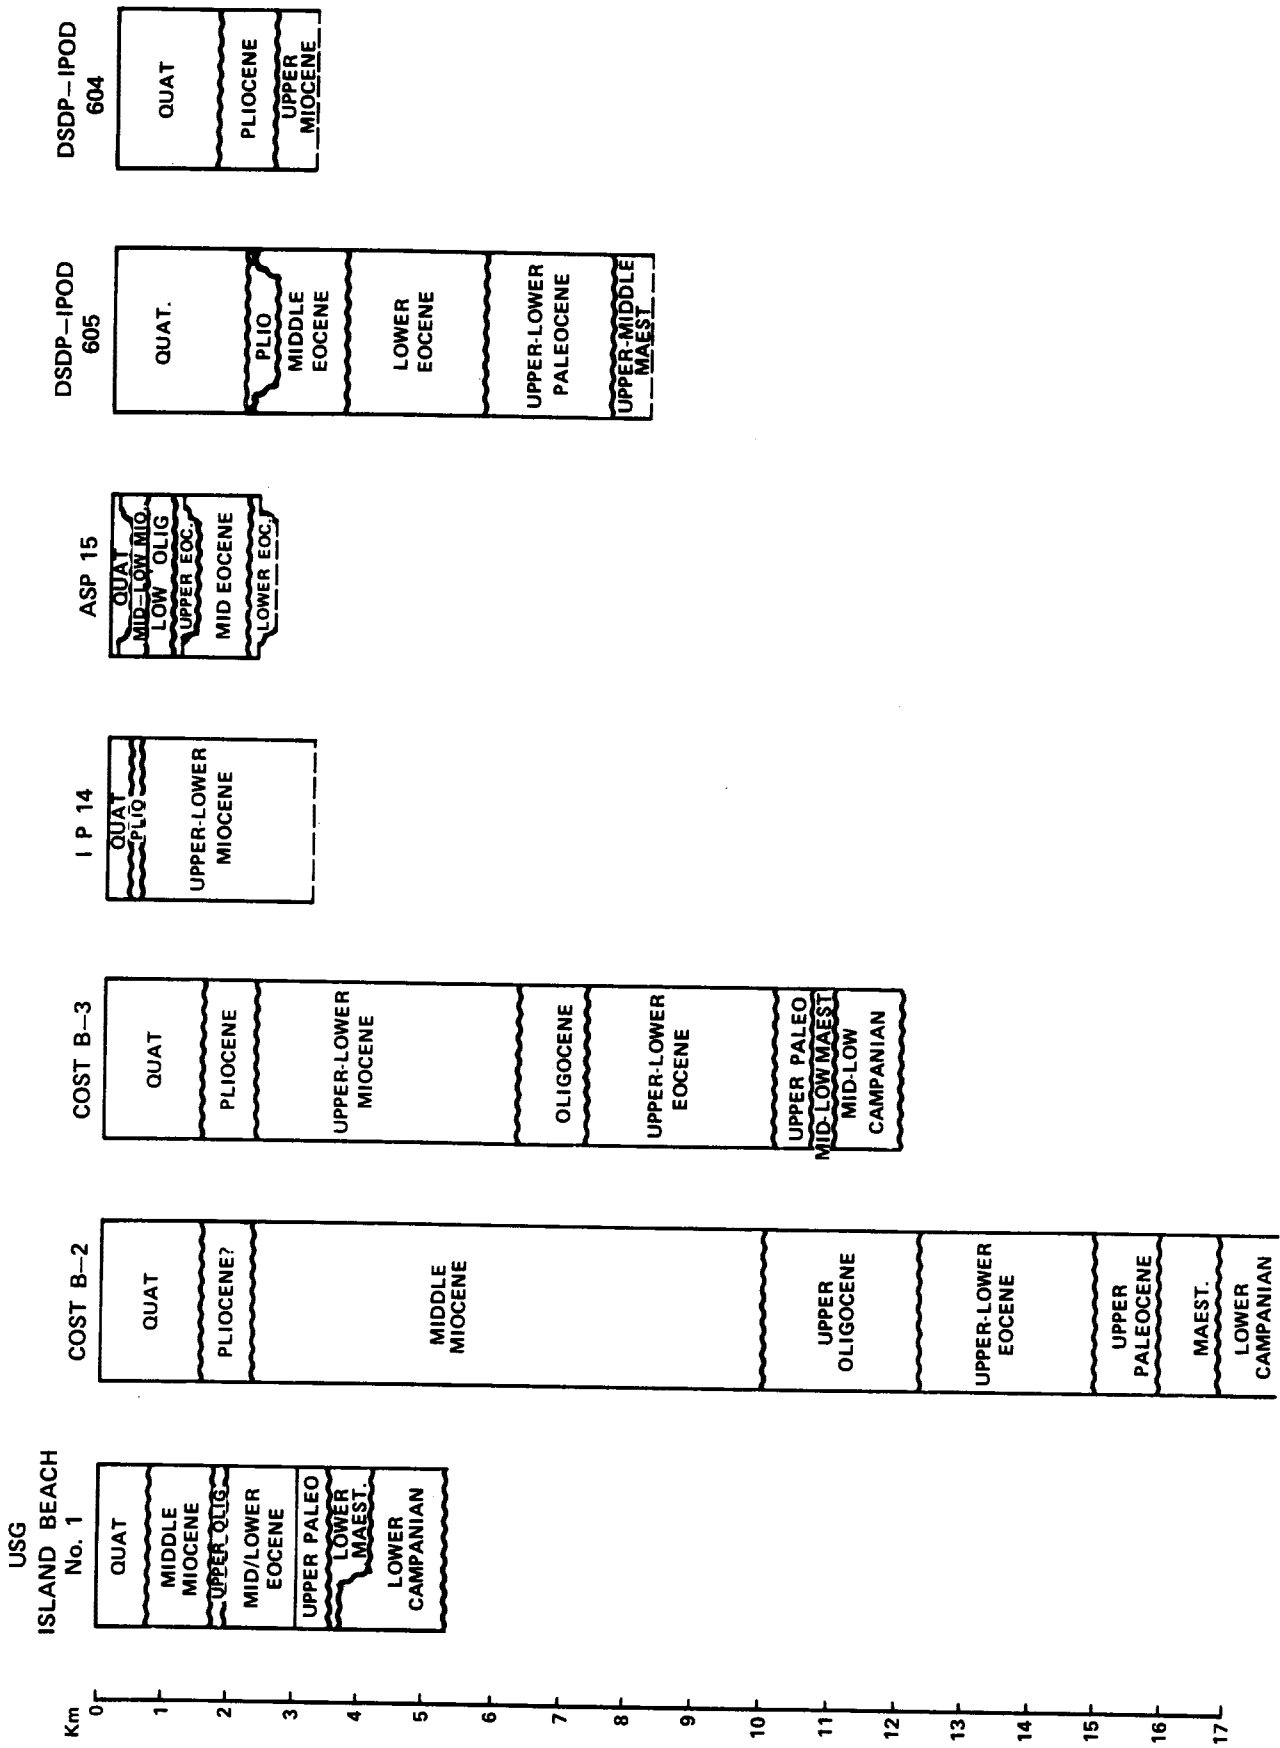 Km
0
1
2
3
4
5
6
7
8
9
10
11
12
13
14
15
16
17
USG
ISLAND BEACH
No. 1
QUAT
MIDDLE
MIOCENE
UPPER OLIG
MID/LOWER
EOCENE
UPPER PALEO
LOWER
MAEST.
LOWER
CAMPANIAN
COST B–2
QUAT
PLIOCENE?
MIDDLE
MIOCENE
UPPER
OLIGOCENE
UPPER-LOWER
EOCENE
UPPER
PALEOCENE
MAEST.
LOWER
CAMPANIAN
COST B–3
QUAT
PLIOCENE
UPPER-LOWER
MIOCENE
OLIGOCENE
UPPER-LOWER
EOCENE
UPPER PALEO
MID-LOW MAEST
MID-LOW
CAMPANIAN
I P 14
QUAT
PLIO
UPPER-LOWER
MIOCENE
ASP 15
QUAT
MID–LOW MIO.
LOW OLIG
UPPER EOC.
MID EOCENE
LOWER EOC.
DSDP–IPOD
605
QUAT.
PLIO
MIDDLE
EOCENE
LOWER
EOCENE
UPPER-LOWER
PALEOCENE
UPPER-MIDDLE
MAEST
DSDP–IPOD
604
QUAT
PLIOCENE
UPPER
MIOCENE